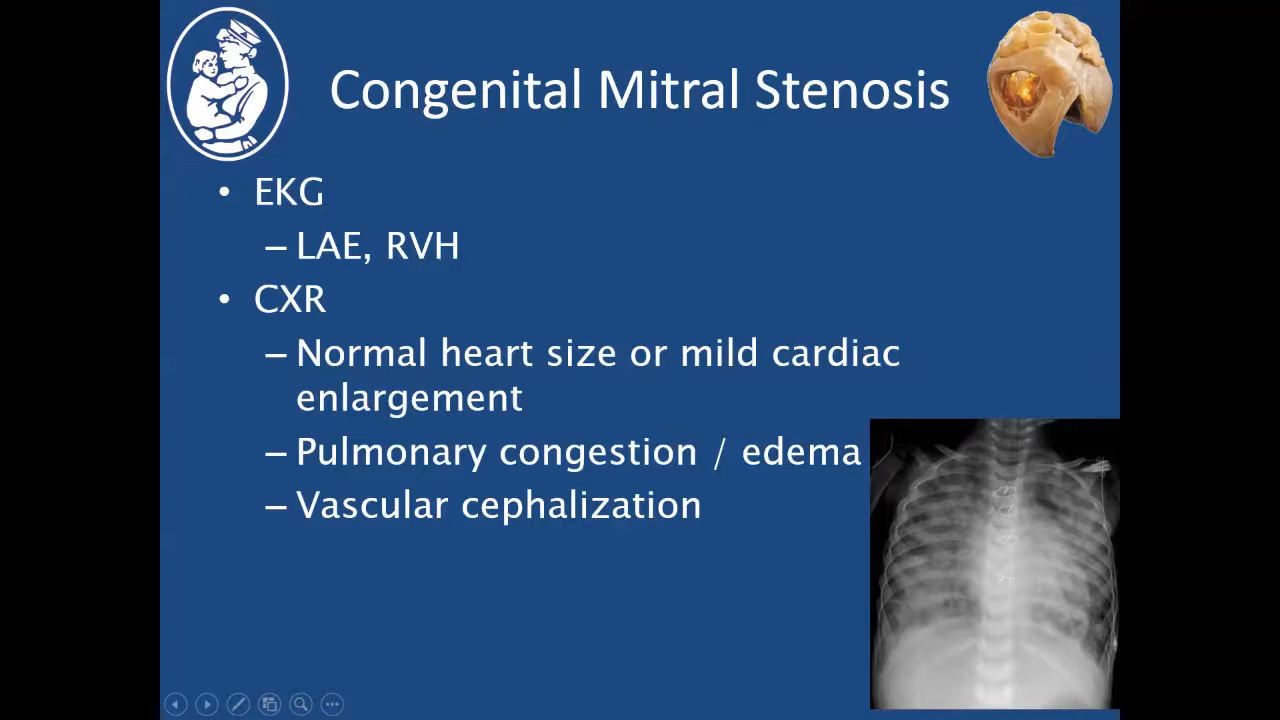 Congenital Mitral Stenosis
• EKG
– LAE, RVH
• CXR
– Normal heart size or mild cardiac
enlargement
– Pulmonary congestion / edema
– Vascular cephalization